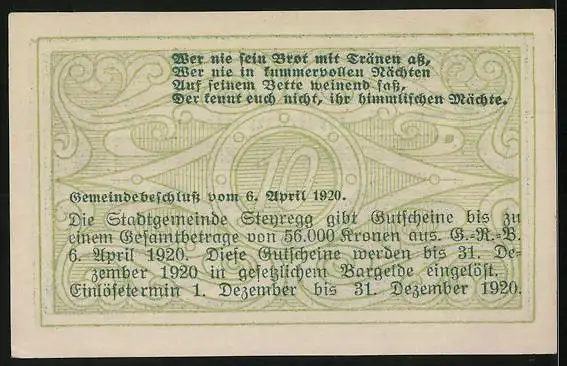 Wer nie sein Brot mit Tränen aß,
Wer nie in kummervollen Nächten
Auf seinem Bette weinend saß,
Der kennt euch nicht, ihr himmlischen Mächte.
10
Gemeindebeschluß vom 6. April 1920.
Die Stadtgemeinde Steyregg gibt Gutscheine bis zu
einem Gesamtbetrage von 56.000 Kronen aus. G.-R.-B.
6. April 1920. Diese Gutscheine werden bis 31. De-
zember 1920 in gesetzlichem Bargelde eingelöst.
Einlösetermin 1. Dezember bis 31. Dezember 1920.